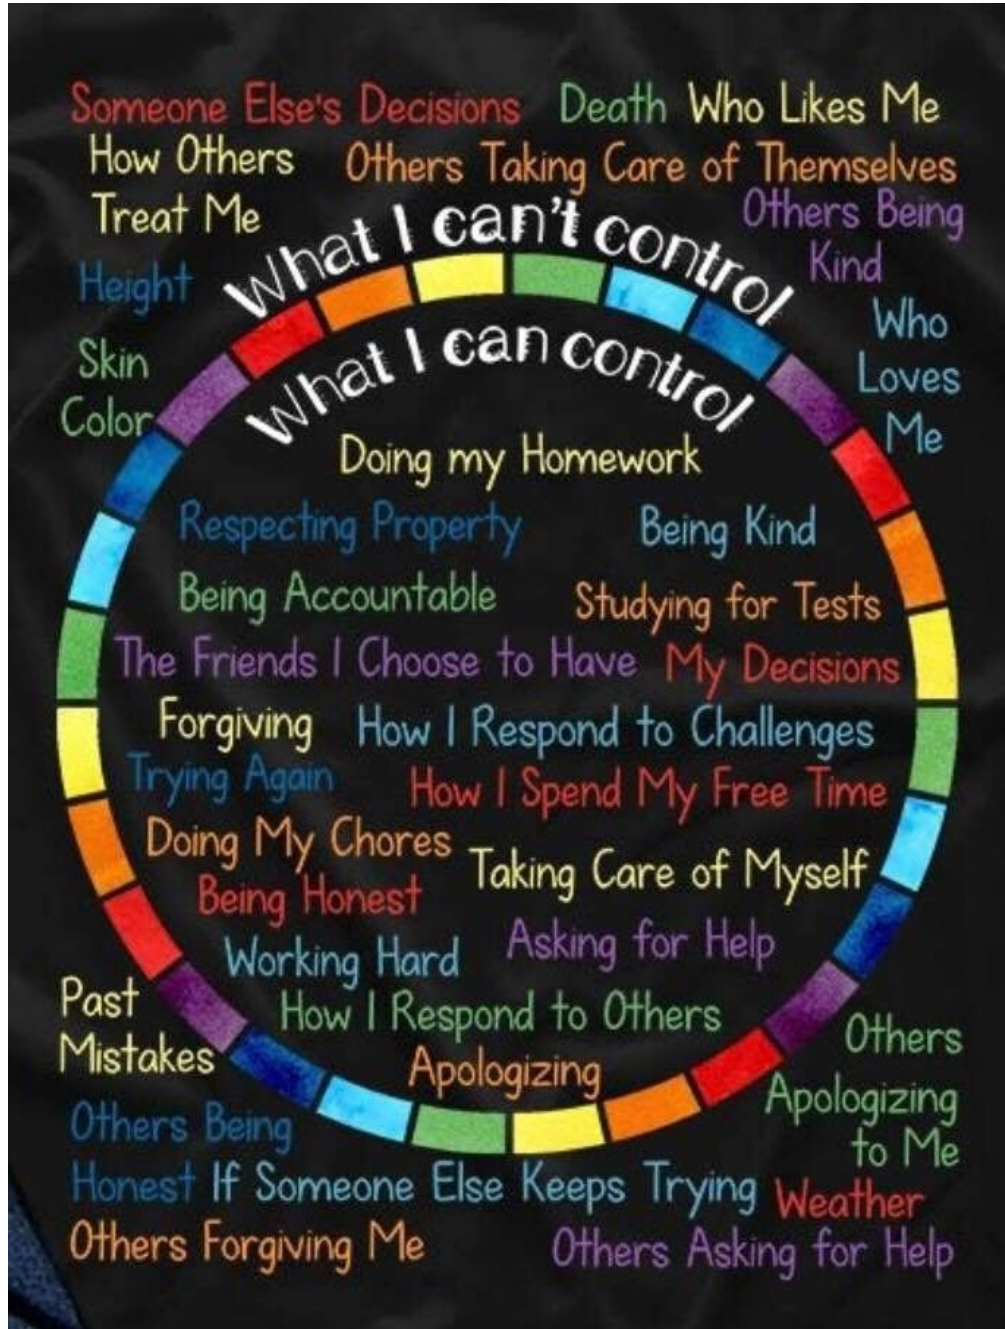 Someone Else's Decisions
Death
Who Likes Me
How Others
Treat Me
Others Taking Care of Themselves
Others Being
Kind
Height
Who
Loves
Me
Skin
Color
What I can't control
What I can control
Doing my Homework
Respecting Property
Being Kind
Being Accountable
Studying for Tests
The Friends I Choose to Have
My Decisions
Forgiving
How I Respond to Challenges
Trying Again
How I Spend My Free Time
Doing My Chores
Taking Care of Myself
Being Honest
Asking for Help
Working Hard
How I Respond to Others
Apologizing
Past
Mistakes
Others
Apologizing
to Me
Others Being
Honest
If Someone Else Keeps Trying
Weather
Others Forgiving Me
Others Asking for Help